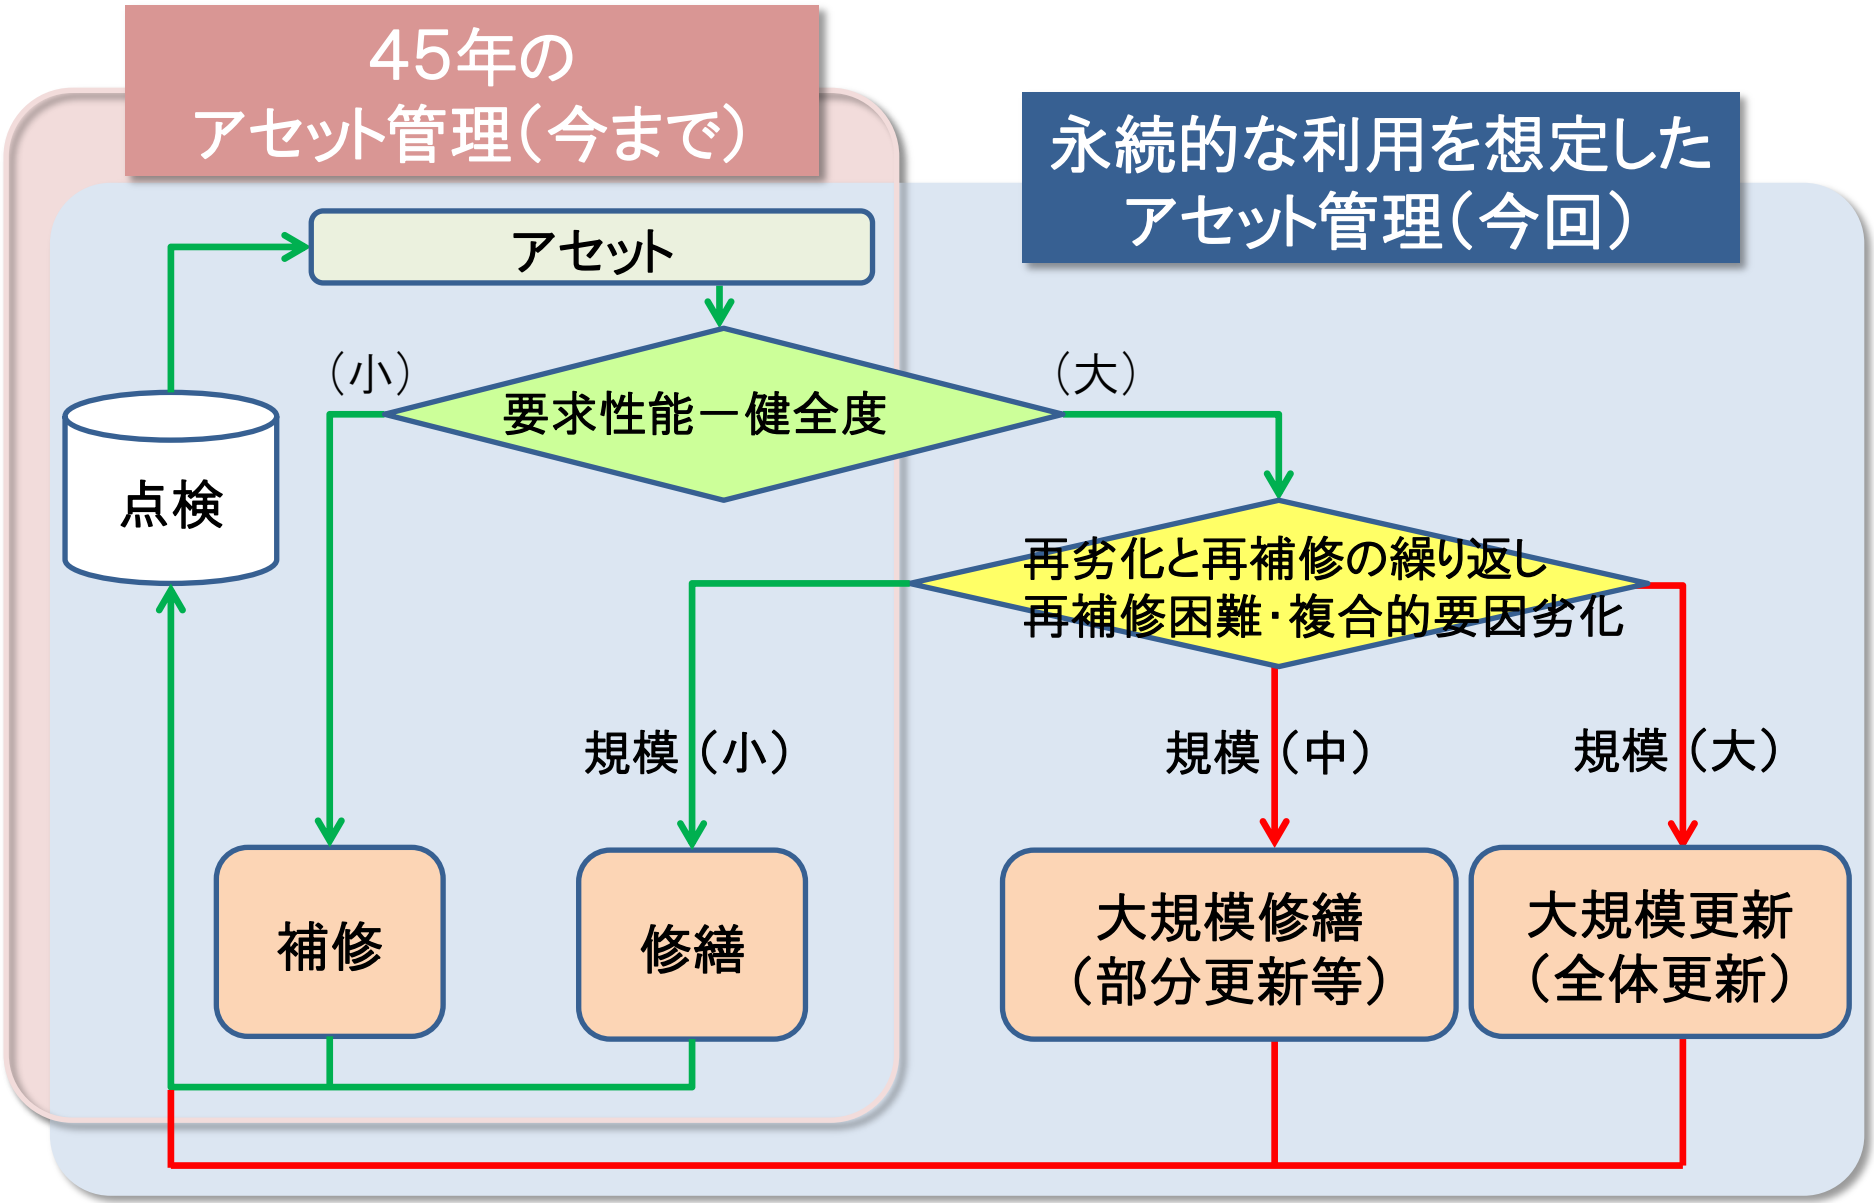 45年の
アセット管理(今まで)
永続的な利用を想定した
アセット管理(今回)
アセット
(小)
(大)
要求性能-健全度
点検
再劣化と再補修の繰り返し
再補修困難・複合的要因劣化
規模(小)
規模(中)
規模(大)
補修
修繕
大規模修繕
(部分更新等)
大規模更新
(全体更新)